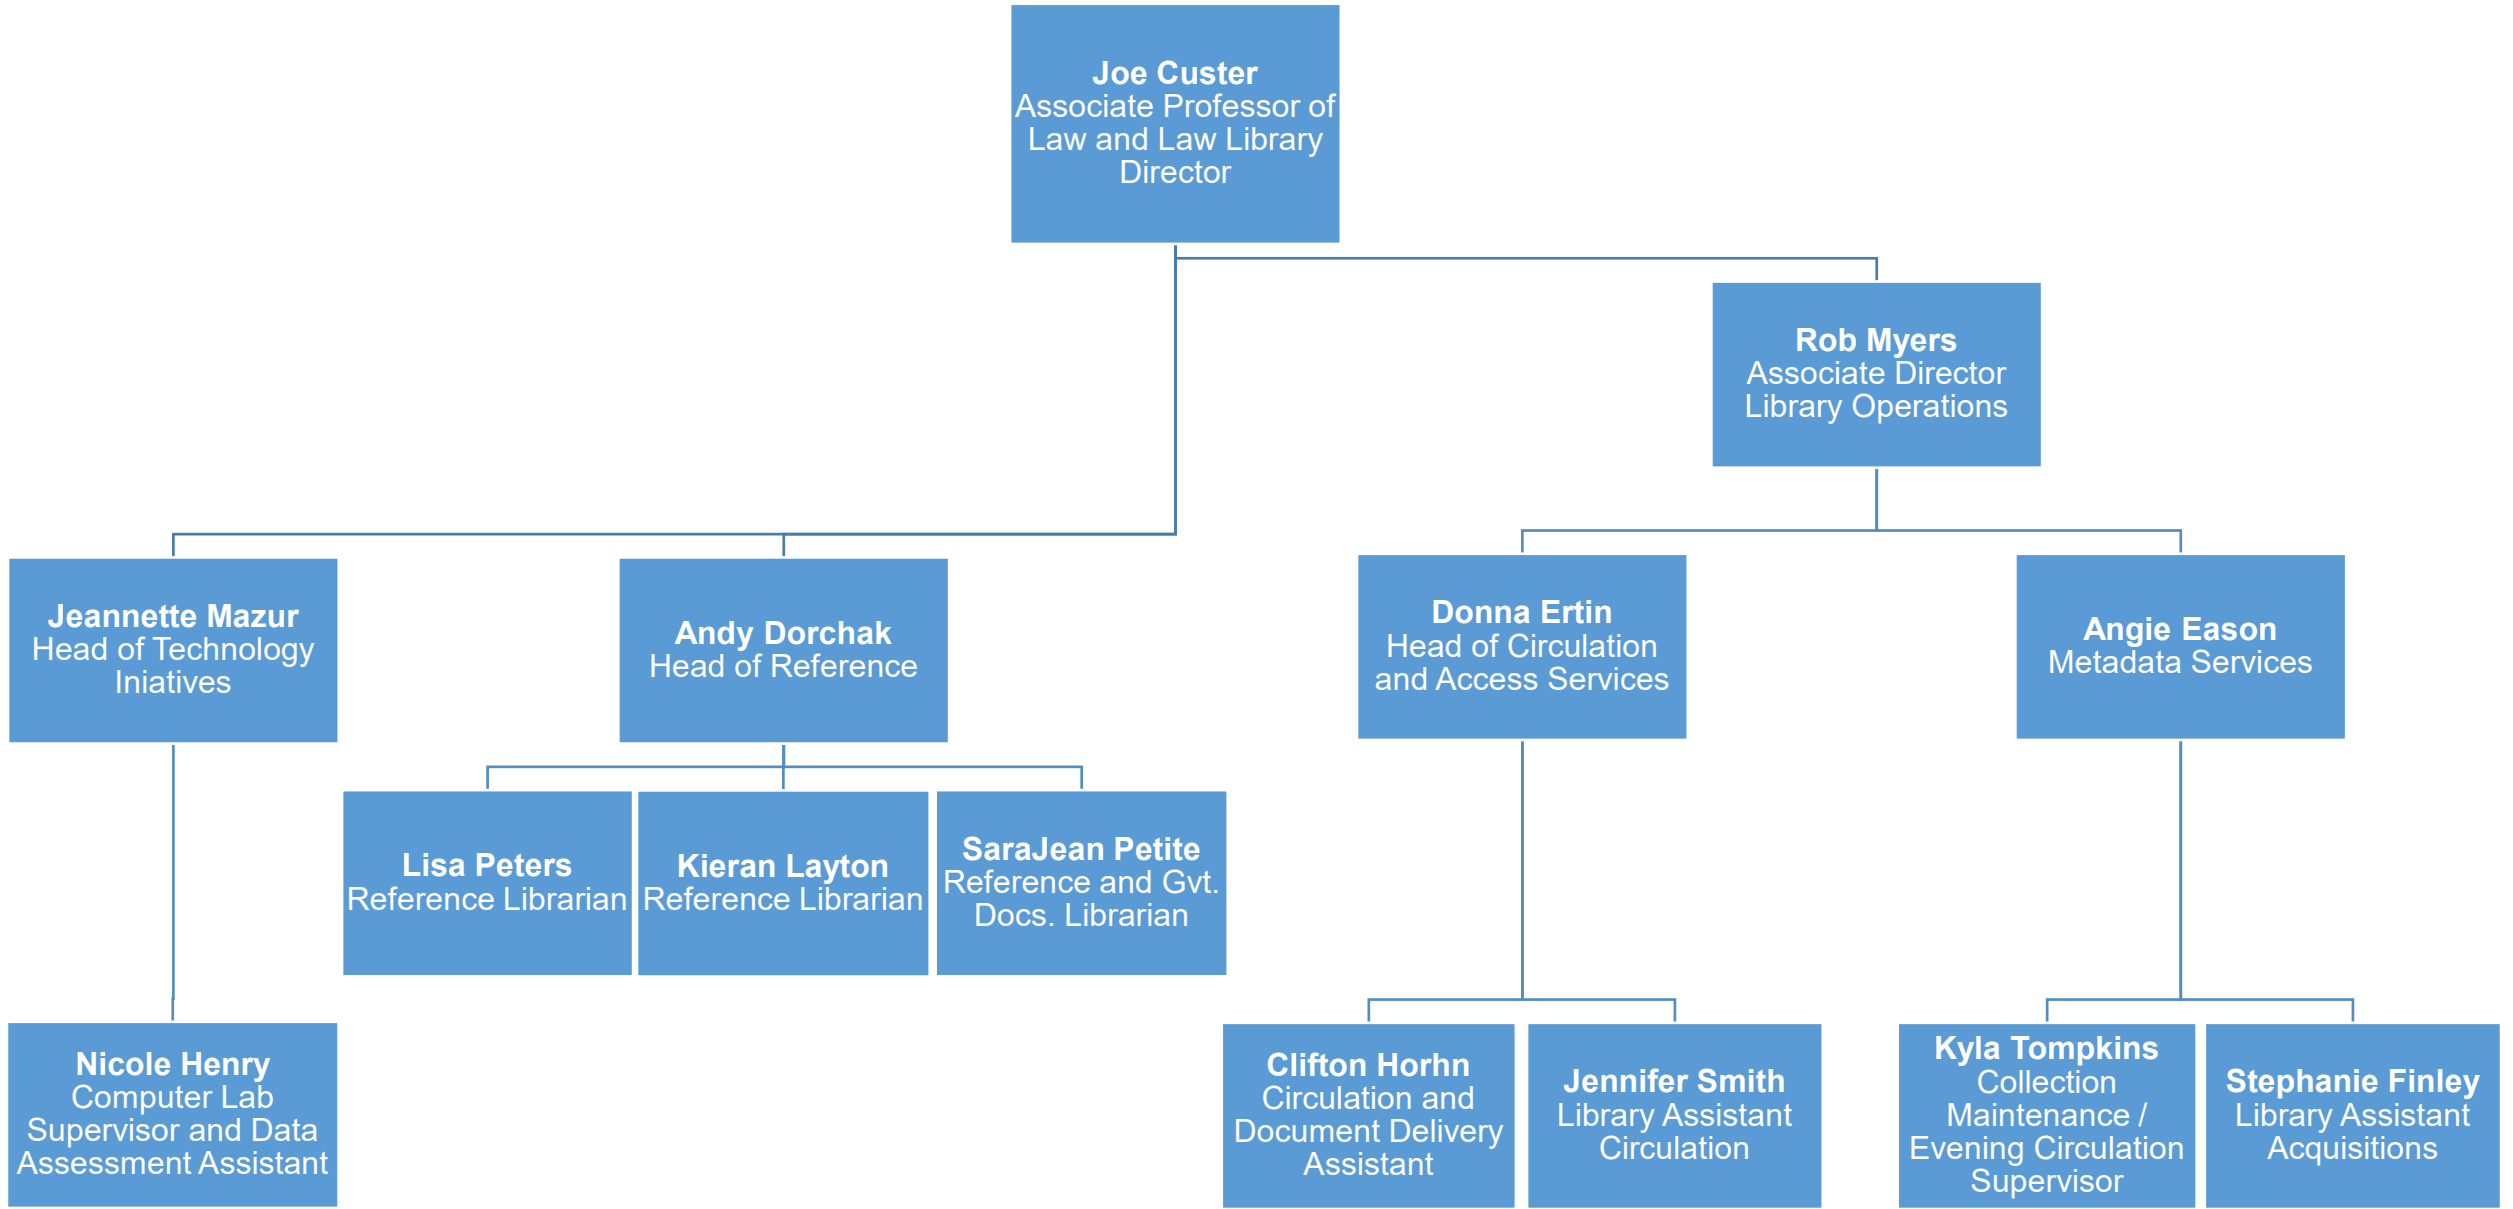 Joe Custer
Associate Professor of
Law and Law Library
Director
Rob Myers
Associate Director
Library Operations
Jeannette Mazur
Head of Technology
Iniatives
Andy Dorchak
Head of Reference
Donna Ertin
Head of Circulation
and Access Services
Angie Eason
Metadata Services
Lisa Peters
Reference Librarian
Kieran Layton
Reference Librarian
SaraJean Petite
Reference and Gvt.
Docs. Librarian
Nicole Henry
Computer Lab
Supervisor and Data
Assessment Assistant
Clifton Horhn
Circulation and
Document Delivery
Assistant
Jennifer Smith
Library Assistant
Circulation
Kyla Tompkins
Collection
Maintenance /
Evening Circulation
Supervisor
Stephanie Finley
Library Assistant
Acquisitions